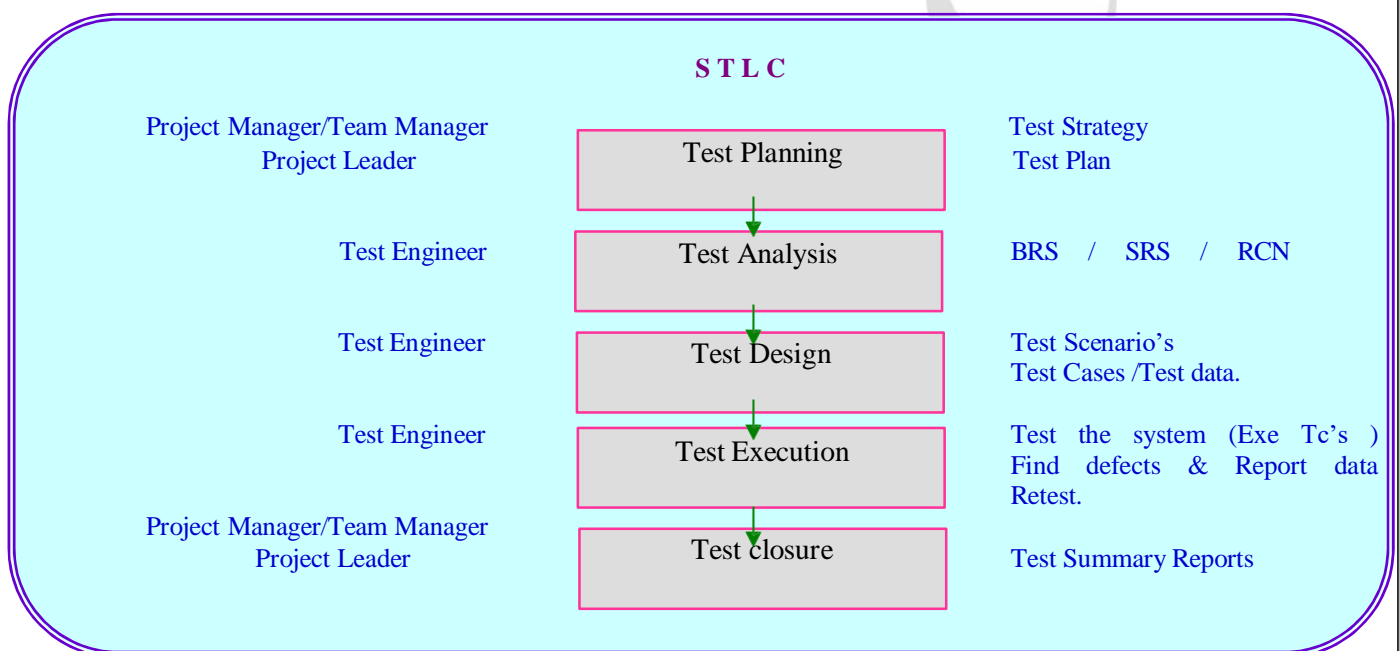 S T L C
Project Manager/Team Manager
Project Leader
Test Planning
Test Strategy
Test Plan
Test Engineer
Test Analysis
BRS / SRS / RCN
Test Engineer
Test Design
Test Scenario’s
Test Cases /Test data.
Test Engineer
Test Execution
Test the system (Exe Tc’s )
Find defects & Report data
Retest.
Project Manager/Team Manager
Project Leader
Test closure
Test Summary Reports